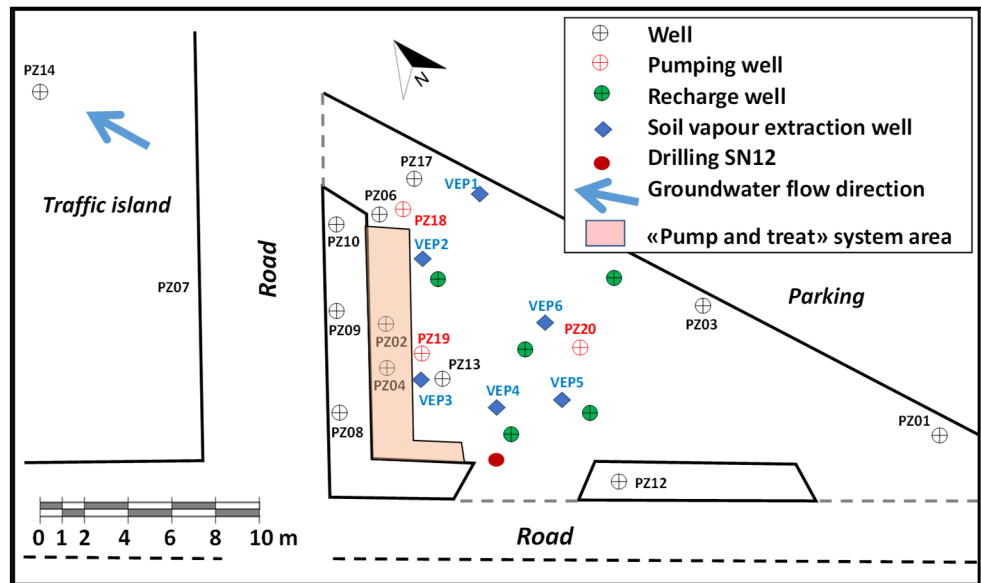 Well
Pumping well
Recharge well
Soil vapour extraction well
Drilling SN12
Groundwater flow direction
«Pump and treat» system area
PZ14
N
Traffic island
PZ07
Road
PZ17
VEP1
PZ06
PZ18
PZ10
VEP2
Parking
VEP6
PZ03
PZ09
PZ02
PZ19
PZ20
PZ04
PZ13
VEP3
VEP4
VEP5
PZ08
PZ01
PZ12
0 1 2 4 6 8 10 m
Road